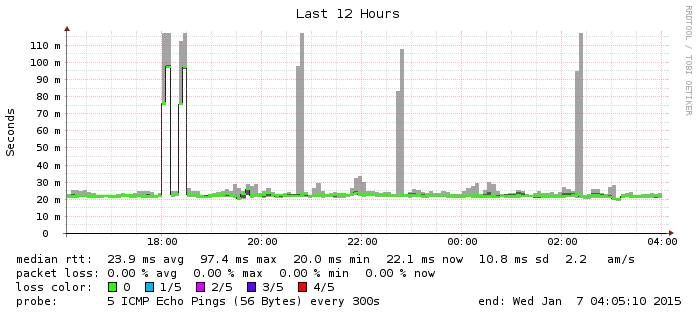 Last 12 Hours
RRDTOOL / TOBI OETIKER
Seconds
110 m
100 m
90 m
80 m
70 m
60 m
50 m
40 m
30 m
20 m
10 m
0
18:00 20:00 22:00 00:00 02:00 04:00
median rtt: 23.9 ms avg 97.4 ms max 20.0 ms min 22.1 ms now 10.8 ms sd 2.2 am/s
packet loss: 0.00 % avg 0.00 % max 0.00 % min 0.00 % now
loss color: 0 1/5 2/5 3/5 4/5
probe: 5 ICMP Echo Pings (56 Bytes) every 300s end: Wed Jan 7 04:05:10 2015